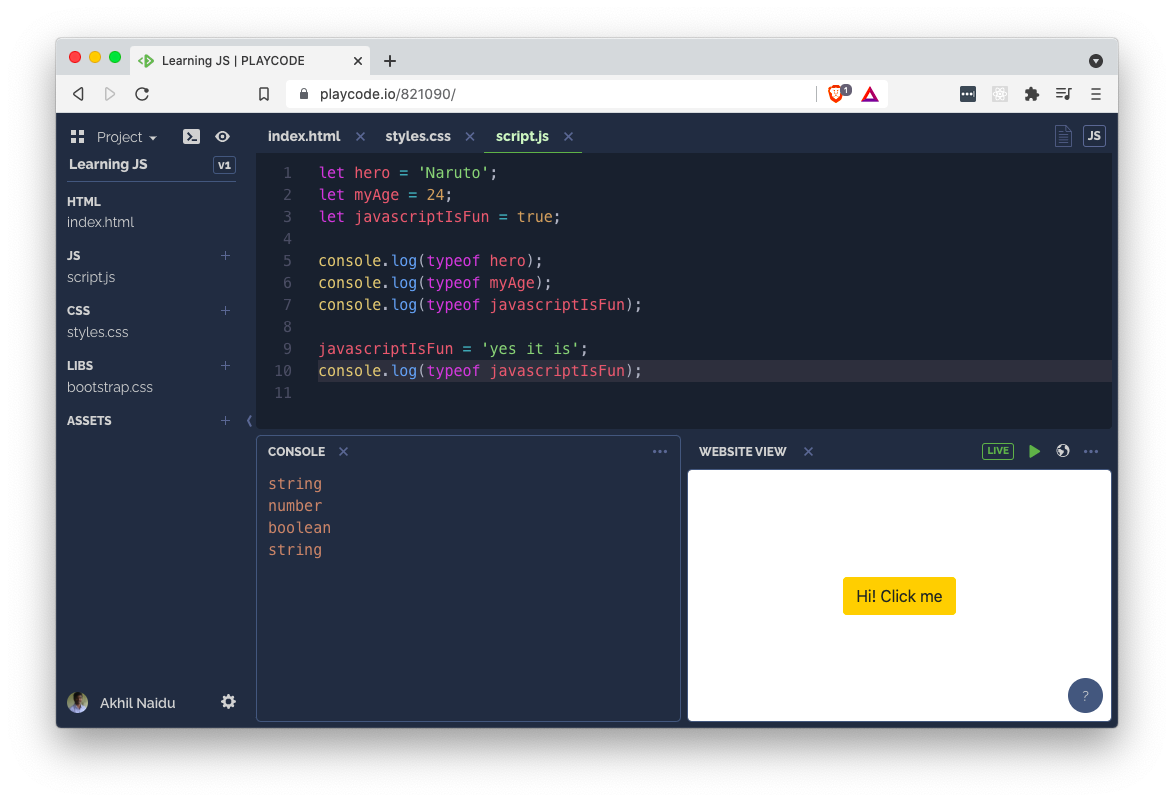 Learning JS | PLAYCODE
playcode.io/821090/
1
Project
Learning JS
v1
HTML
index.html
JS
script.js
CSS
styles.css
LIBS
bootstrap.css
ASSETS
Akhil Naidu
index.html
styles.css
script.js
JS
1 let hero = 'Naruto';
2 let myAge = 24;
3 let javascriptIsFun = true;
4
5 console.log(typeof hero);
6 console.log(typeof myAge);
7 console.log(typeof javascriptIsFun);
8
9 javascriptIsFun = 'yes it is';
10 console.log(typeof javascriptIsFun);
11
CONSOLE
string
number
boolean
string
WEBSITE VIEW
LIVE
Hi! Click me
?